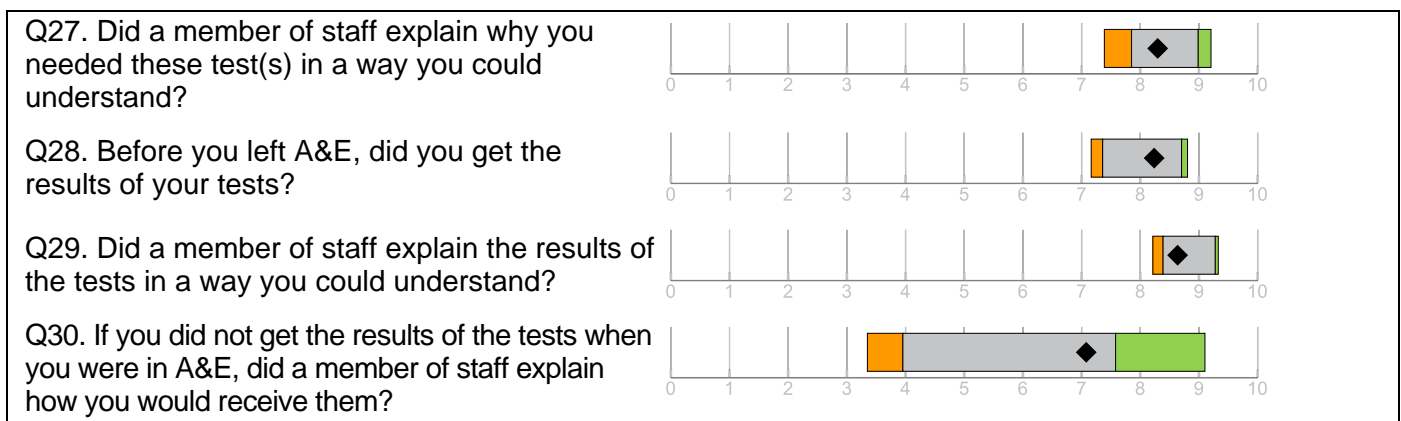 Q27. Did a member of staff explain why you
needed these test(s) in a way you could
understand?
0 1 2 3 4 5 6 7 8 9 10
Q28. Before you left A&E, did you get the
results of your tests?
0 1 2 3 4 5 6 7 8 9 10
Q29. Did a member of staff explain the results of
the tests in a way you could understand?
0 1 2 3 4 5 6 7 8 9 10
Q30. If you did not get the results of the tests when
you were in A&E, did a member of staff explain
how you would receive them?
0 1 2 3 4 5 6 7 8 9 10